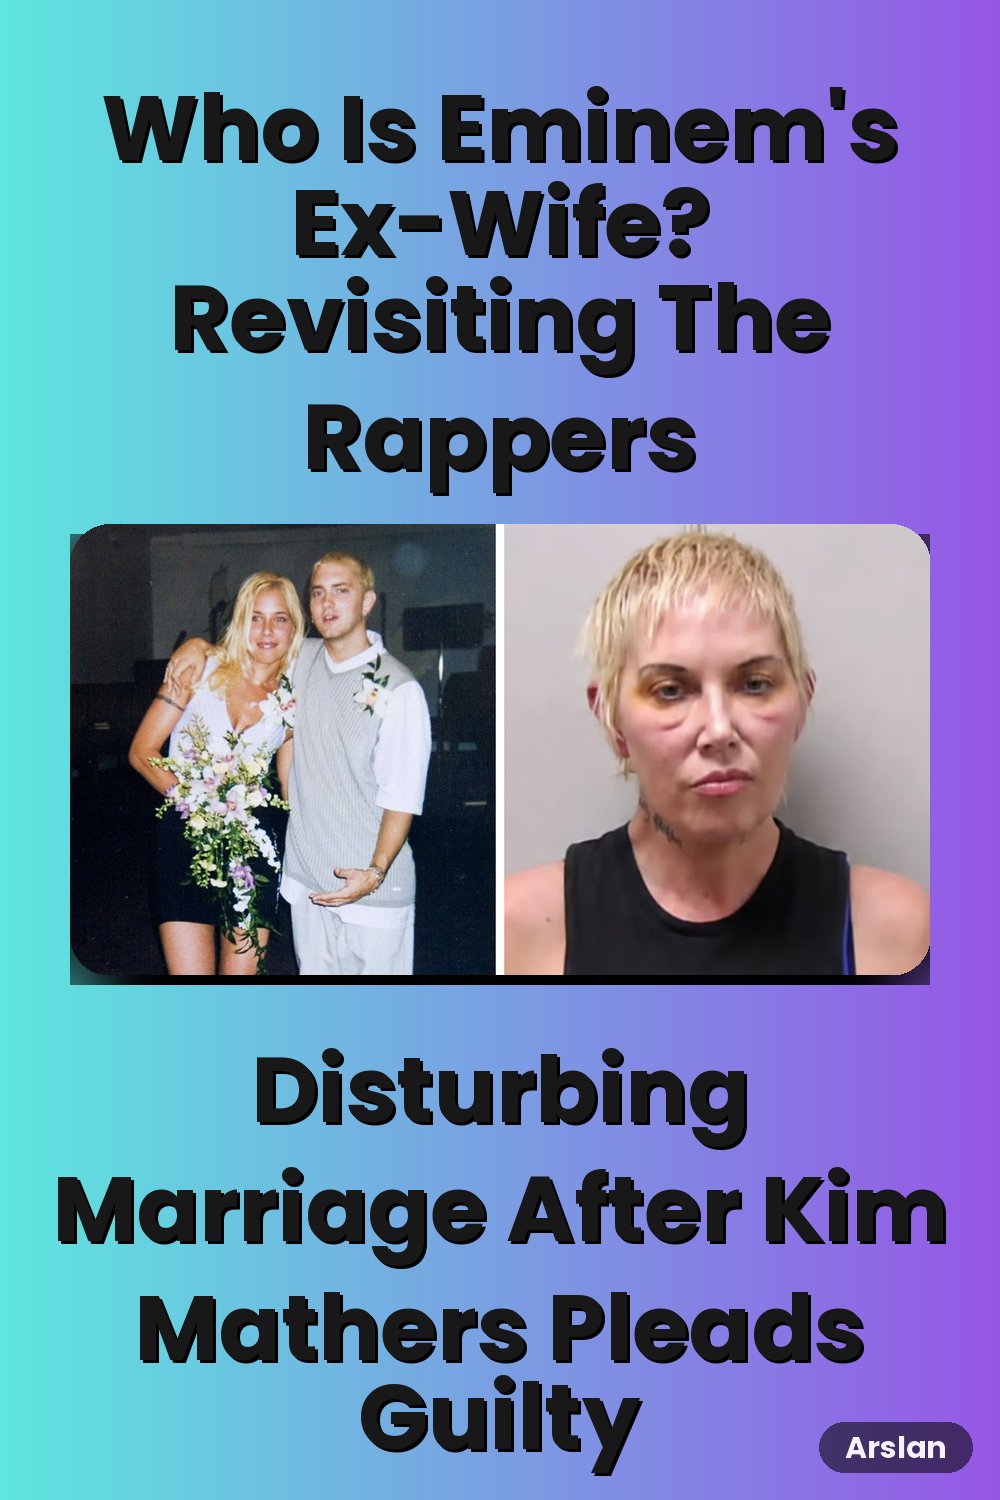 Who Is Eminem's
Ex-Wife?
Revisiting The
Rappers
Disturbing
Marriage After Kim
Mathers Pleads
Guilty
Arslan